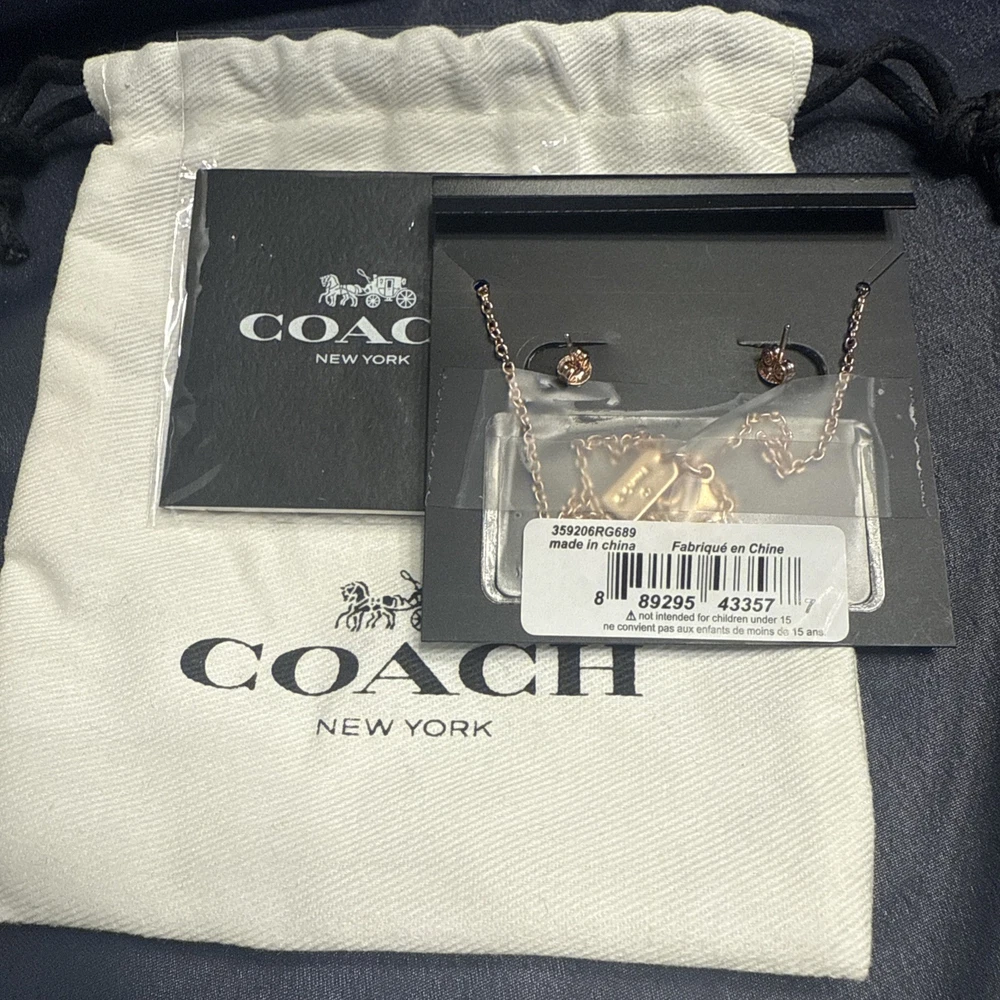 COAC
NEW YORK
359206RG689
made in china Fabriqué en Chine
8 89295 43357 7
⚠ not intended for children under 15
ne convient pas aux enfants de moins de 15 ans
COACH
NEW YORK